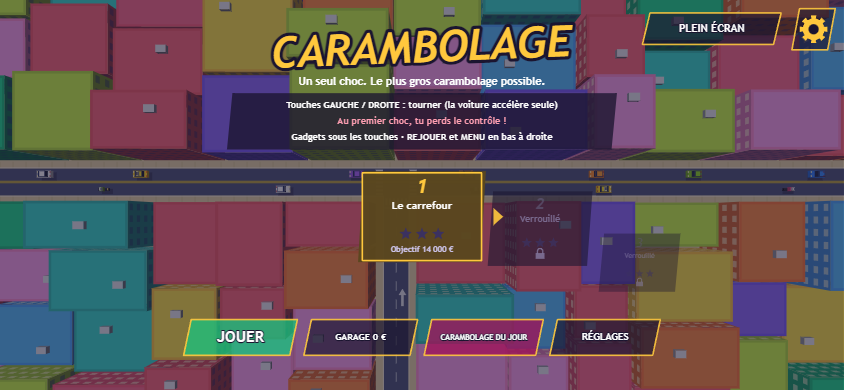 CARAMBOLAGE
PLEIN ÉCRAN
Un seul choc. Le plus gros carambolage possible.
Touches GAUCHE / DROITE : tourner (la voiture accélère seule)
Au premier choc, tu perds le contrôle !
Gadgets sous les touches • REJOUER et MENU en bas à droite
1
Le carrefour
Objectif 14 000 €
2
Verrouillé
Verrouillé
JOUER
GARAGE 0 €
CARAMBOLAGE DU JOUR
RÉGLAGES